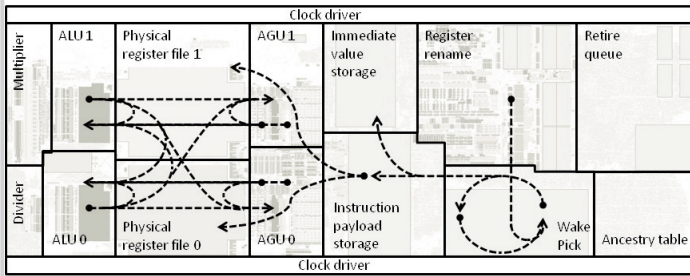 Clock driver
Multiplier
ALU 1
Physical
register file 1
AGU 1
Immediate
value
storage
Register
rename
Retire
queue
Divider
ALU 0
Physical
register file 0
AGU 0
Instruction
payload
storage
Wake
Pick
Ancestry table
Clock driver